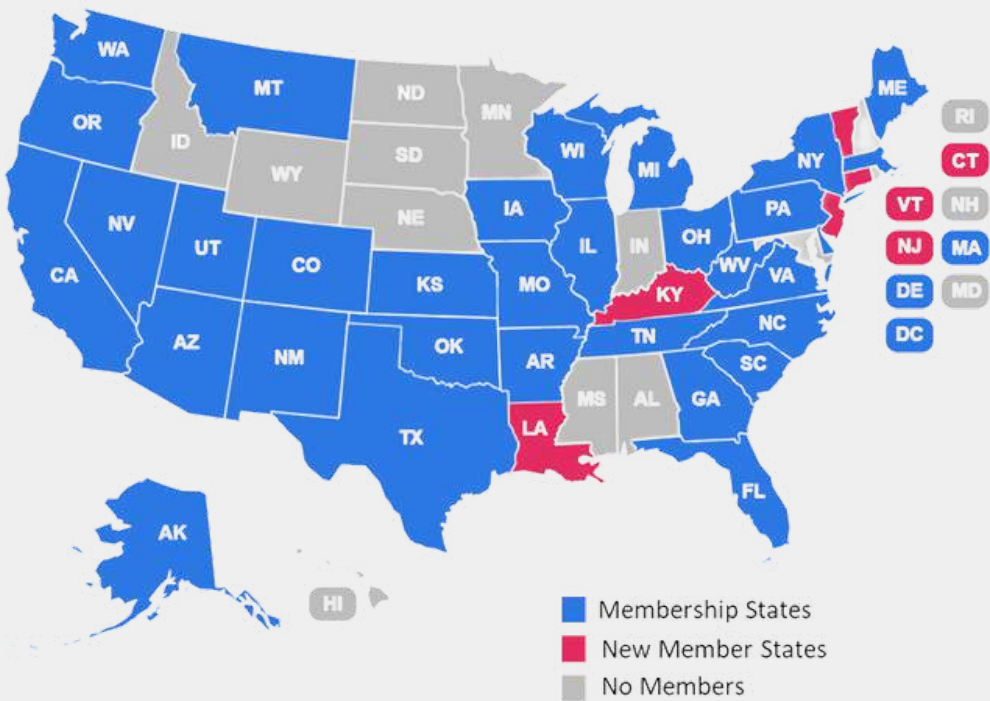 WA
MT
ND
MN
ME
OR
ID
SD
WI
MI
NY
RI
WY
CT
NE
IA
PA
VT
NH
NV
UT
CO
IL
IN
OH
NJ
MA
CA
KS
MO
WV
VA
DE
MD
KY
DC
AZ
NM
OK
AR
TN
NC
SC
MS
AL
GA
TX
LA
FL
AK
HI
Membership States
New Member States
No Members